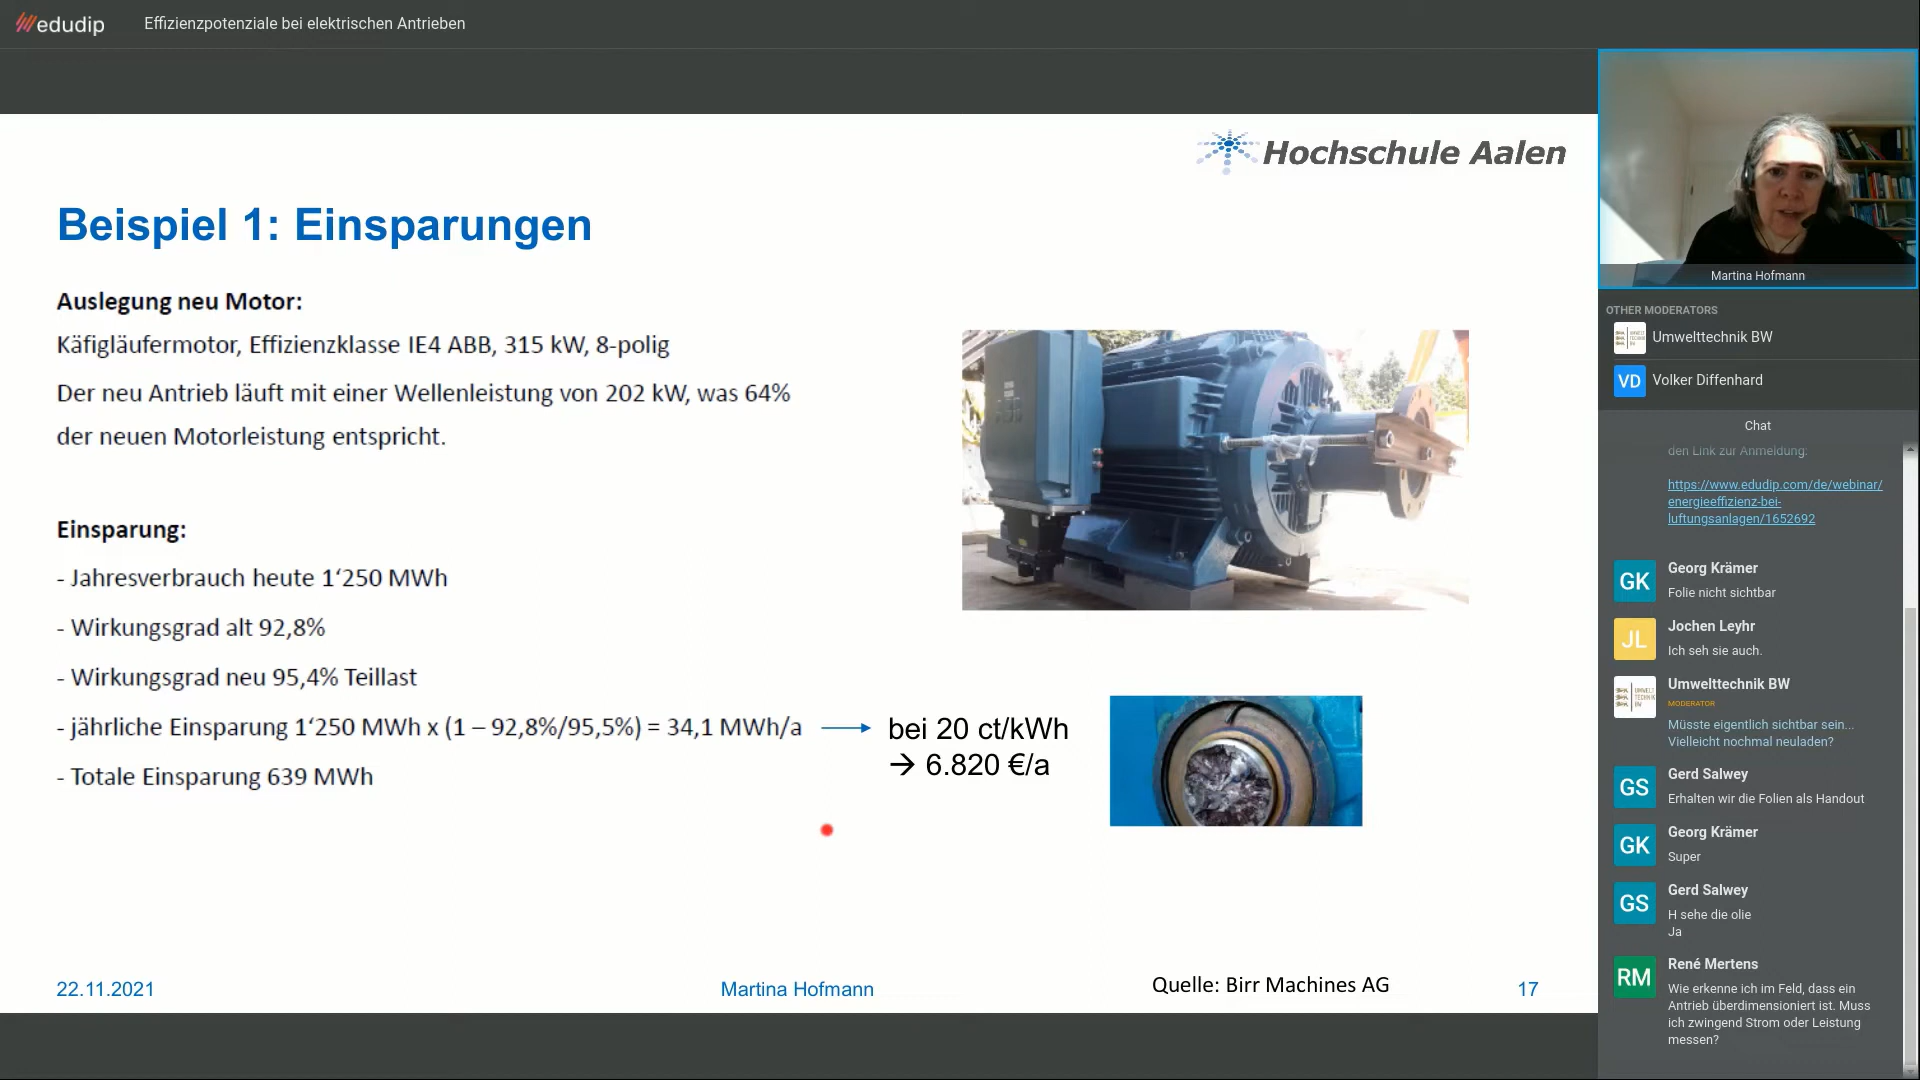 edudip
Effizienzpotenziale bei elektrischen Antrieben
Hochschule Aalen
Beispiel 1: Einsparungen
Auslegung neu Motor:
Käfigläufermotor, Effizienzklasse IE4 ABB, 315 kW, 8-polig
Der neu Antrieb läuft mit einer Wellenleistung von 202 kW, was 64%
der neuen Motorleistung entspricht.
Einsparung:
- Jahresverbrauch heute 1‘250 MWh
- Wirkungsgrad alt 92,8%
- Wirkungsgrad neu 95,4% Teillast
- jährliche Einsparung 1‘250 MWh x (1 – 92,8%/95,5%) = 34,1 MWh/a
- Totale Einsparung 639 MWh
bei 20 ct/kWh
→ 6.820 €/a
22.11.2021
Martina Hofmann
Quelle: Birr Machines AG
17
Martina Hofmann
OTHER MODERATORS
Umwelttechnik BW
VD
Volker Diffenhard
Chat
den Link zur Anmeldung:
https://www.edudip.com/de/webinar/
energieeffizienz-bei-
luftungsanlagen/1652692
GK
Georg Krämer
Folie nicht sichtbar
JL
Jochen Leyhr
Ich seh sie auch.
Umwelttechnik BW
MODERATOR
Müsste eigentlich sichtbar sein...
Vielleicht nochmal neuladen?
GS
Gerd Salwey
Erhalten wir die Folien als Handout
GK
Georg Krämer
Super
GS
Gerd Salwey
H sehe die olie
Ja
RM
René Mertens
Wie erkenne ich im Feld, dass ein
Antrieb überdimensioniert ist. Muss
ich zwingend Strom oder Leistung
messen?